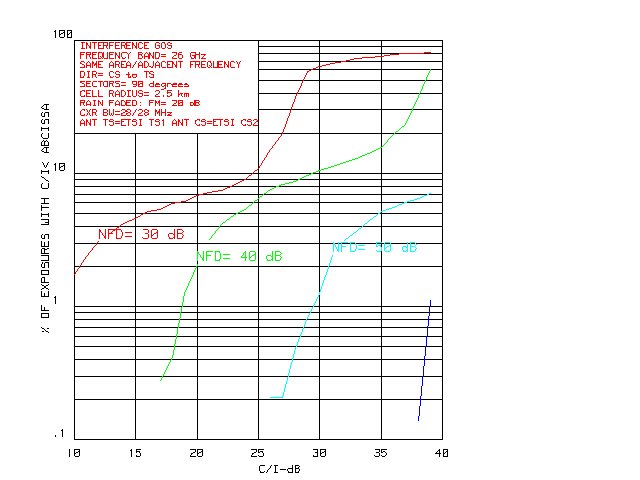 100
INTERFERENCE GOS
FREQUENCY BAND= 26 GHz
SAME AREA/ADJACENT FREQUENCY
DIR= CS to TS
SECTORS= 90 degrees
CELL RADIUS= 2.5 km
RAIN FADED: FM= 20 dB
CXR BW=28/28 MHz
ANT TS=ETSI TS1 ANT CS=ETSI CS2
10
NFD= 30 dB
NFD= 40 dB
NFD= 50 dB
1
.1
% OF EXPOSURES WITH C/I< ABCISSA
10 15 20 25 30 35 40
C/I-dB